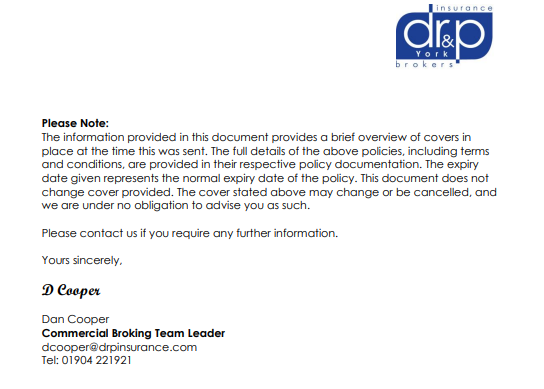 insurance
dr&p
York
brokers
Please Note:
The information provided in this document provides a brief overview of covers in
place at the time this was sent. The full details of the above policies, including terms
and conditions, are provided in their respective policy documentation. The expiry
date given represents the normal expiry date of the policy. This document does not
change cover provided. The cover stated above may change or be cancelled, and
we are under no obligation to advise you as such.
Please contact us if you require any further information.
Yours sincerely,
D Cooper
Dan Cooper
Commercial Broking Team Leader
dcooper@drpinsurance.com
Tel: 01904 221921